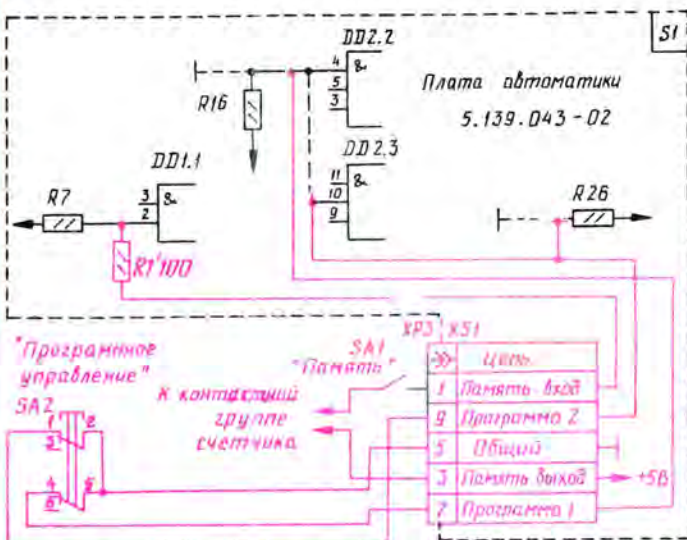 S1
DD2.2
4 &
5
3
R16
Плата автоматики
5.139.043-02
DD1.1
3 &
2
R7
DD2.3
11 &
10
9
R26
R1'100
"Программное
управление"
SA2
1 2
3
4 5
6
SA1
"Память"
К контактной
группе
счетчика
XP3 XS1
Цепь
1 Память вход
9 Программа 2
5 Общий
3 Память выход
+5В
7 Программа 1